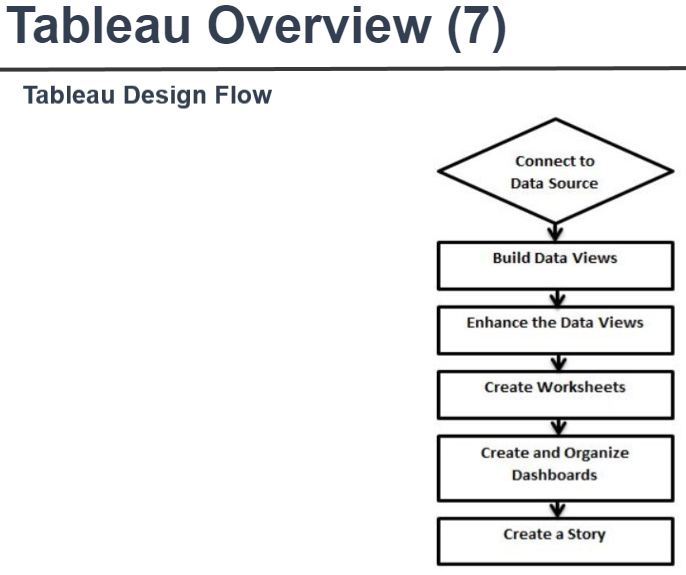 Tableau Overview (7)
Tableau Design Flow
Connect to
Data Source
Build Data Views
Enhance the Data Views
Create Worksheets
Create and Organize
Dashboards
Create a Story